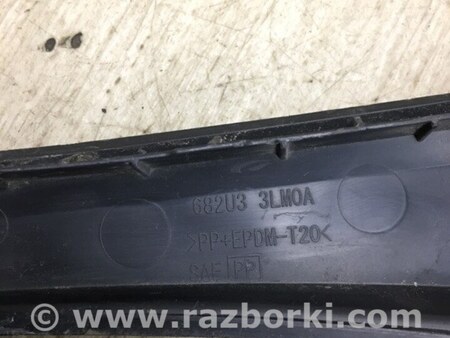 682U3 3LM0A
>PP+EPDM-T20<
SAE PP
© www.razborki.com